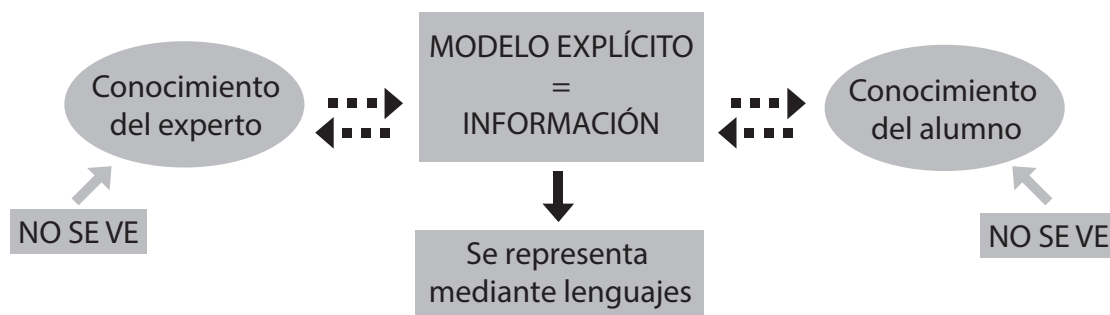 Conocimiento
del experto
MODELO EXPLÍCITO
=
INFORMACIÓN
Conocimiento
del alumno
NO SE VE
Se representa
mediante lenguajes
NO SE VE